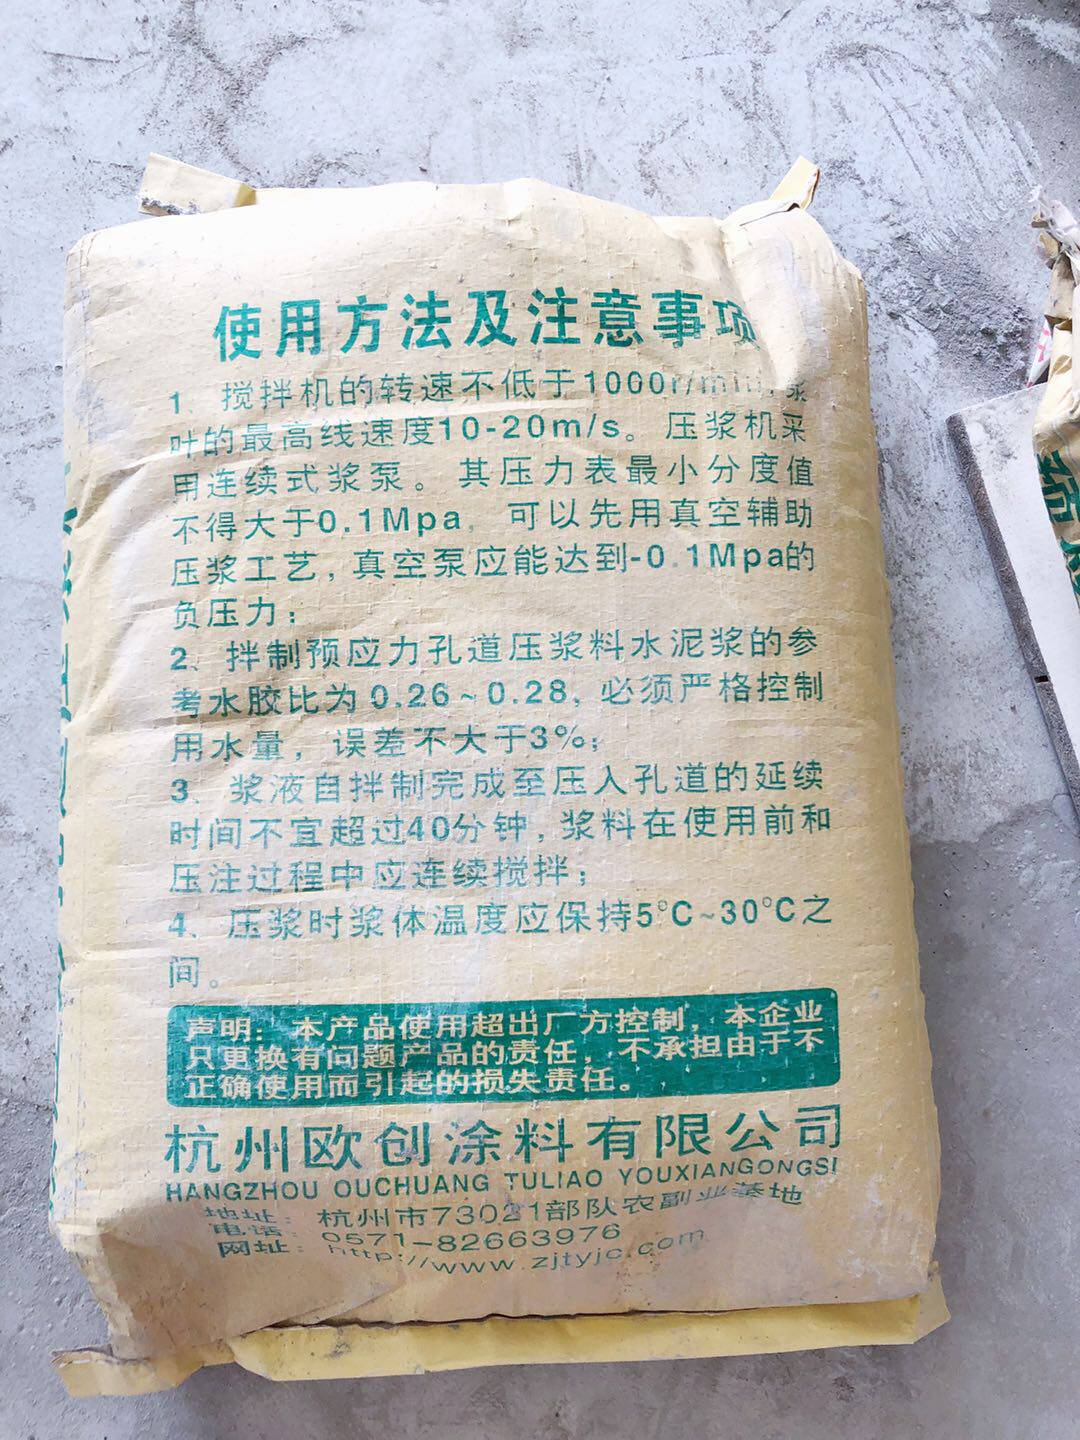 使用方法及注意事项
1、搅拌机的转速不低于1000r/min,浆
叶的最高线速度10-20m/s。压浆机采
用连续式浆泵。其压力表最小分度值
不得大于0.1Mpa, 可以先用真空辅助
压浆工艺,真空泵应能达到-0.1Mpa的
负压力:
2、拌制预应力孔道压浆料水泥浆的参
考水胶比为0.26~0.28,必须严格控制
用水量,误差不大于3%;
3、浆液自拌制完成至压入孔道的延续
时间不宜超过40分钟,浆料在使用前和
压注过程中应连续搅拌;
4、压浆时浆体温度应保持5℃~30℃之
间。
声明:本产品使用超出厂方控制,本企业
只更换有问题产品的责任,不承担由于不
正确使用而引起的损失责任。
杭州欧创涂料有限公司
HANGZHOU OUCHUANG TULIAO YOUXIANGONGSI
地址:杭州市73021部队农副业基地
电话:0571-82663976
网址:http://www.zjtyjc.com